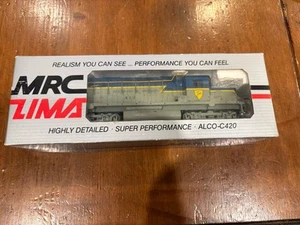 REALISM YOU CAN SEE ... PERFORMANCE YOU CAN FEEL
MRC
LIMA
HIGHLY DETAILED · SUPER PERFORMANCE · ALCO-C420